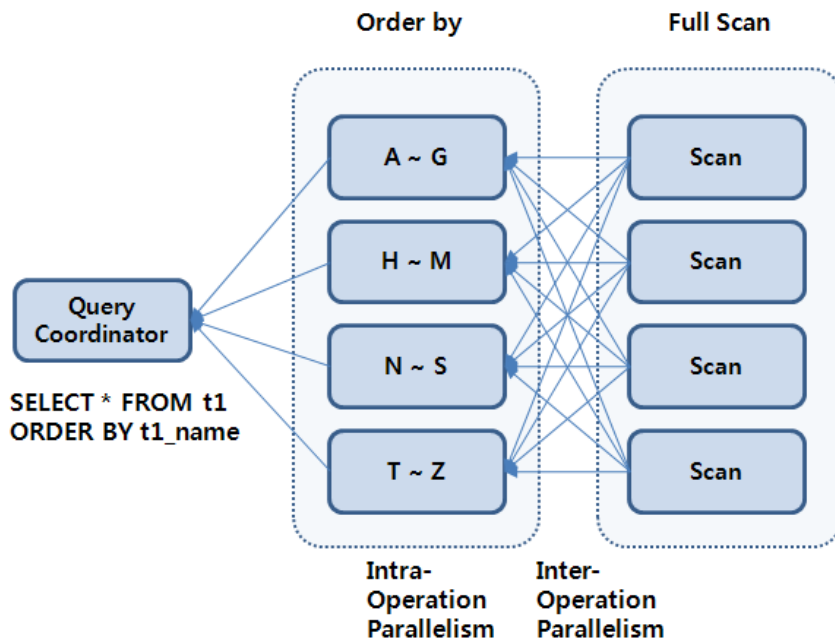 Order by
Full Scan
A ~ G
Scan
H ~ M
Scan
Query
Coordinator
N ~ S
Scan
SELECT * FROM t1
ORDER BY t1_name
T ~ Z
Scan
Intra-
Operation
Parallelism
Inter-
Operation
Parallelism